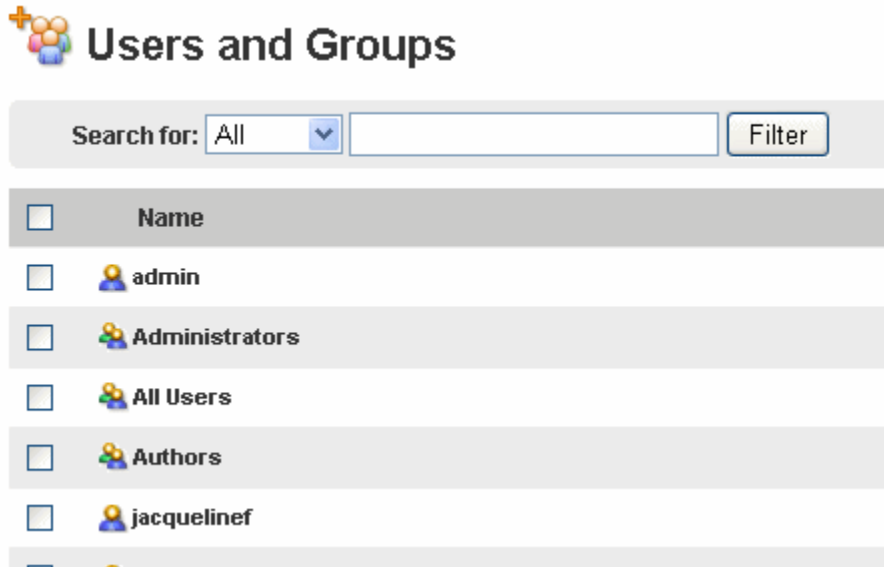 Users and Groups
Search for: All Filter
Name
admin
Administrators
All Users
Authors
jacquelinef